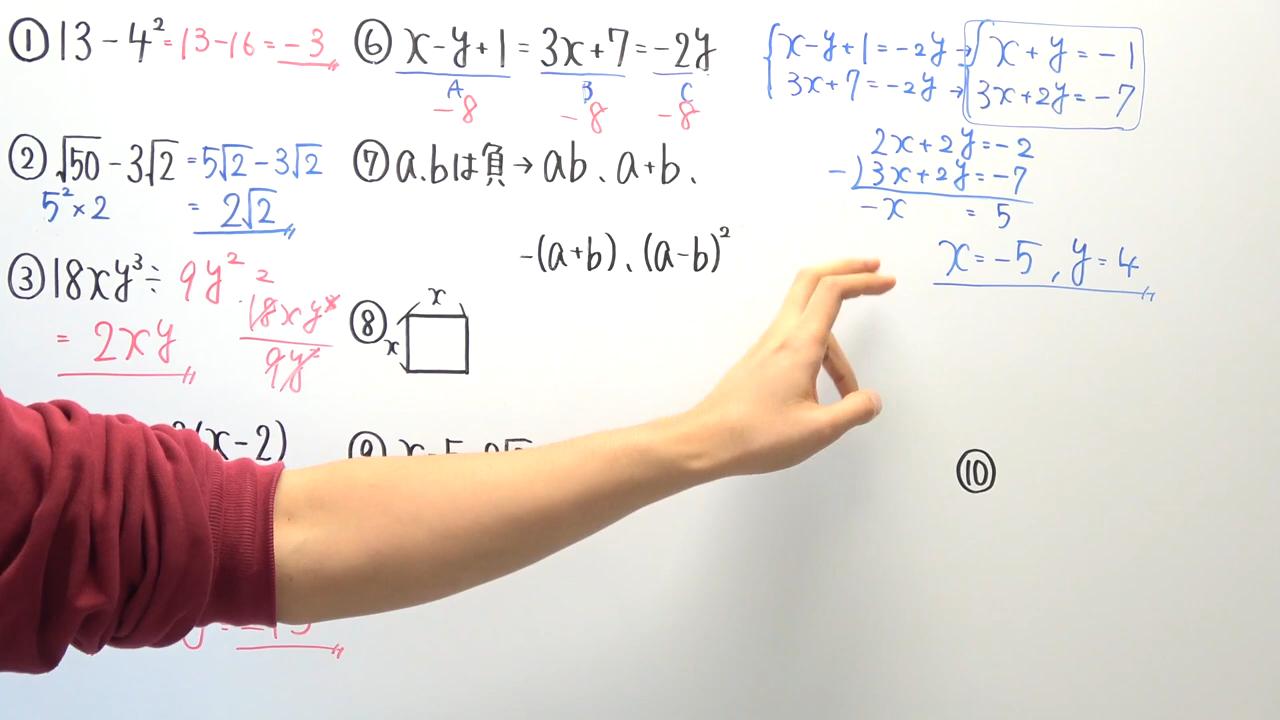 ① 13 - 4² = 13 - 16 = -3
② √50 - 3√2 = 5√2 - 3√2
5² × 2 = 2√2
③ 18xy³ ÷ 9y²
= 2xy
18xy³
9y²
(x-2)
⑥ x-y+1 = 3x+7 = -2y
A B C
-8 -8 -8
⑦ a.bは負→ab、a+b、
-(a+b)、(a-b)²
⑧ x
x
x-y+1=-2y → x+y=-1
3x+7=-2y → 3x+2y=-7
2x+2y=-2
-)3x+2y=-7
-x = 5
x=-5, y=4
⑩